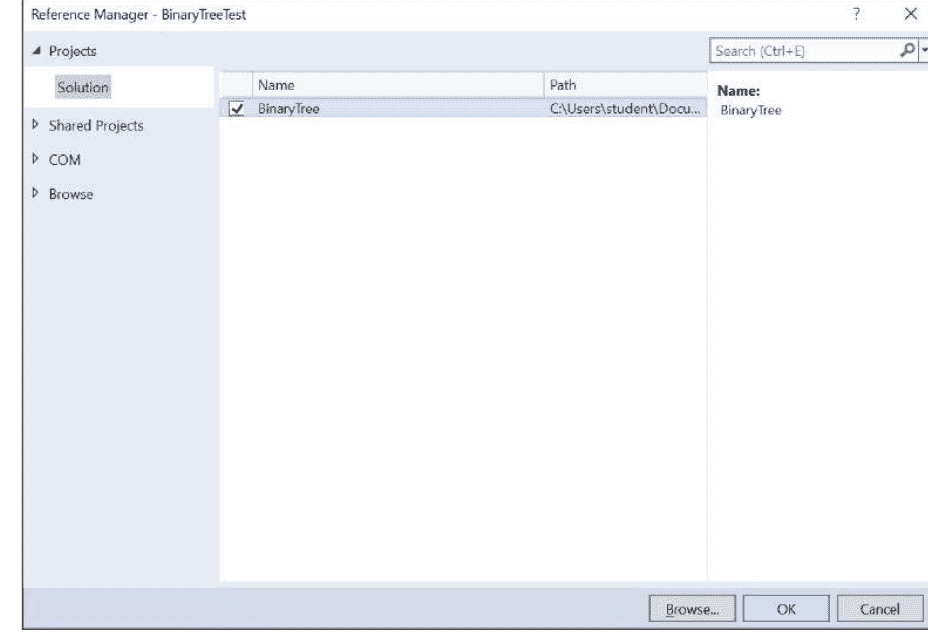 Reference Manager - BinaryTreeTest
? X
Projects
Search (Ctrl+E)
Solution
Name Path
Name:
BinaryTree C:\Users\student\Docu...
BinaryTree
Shared Projects
COM
Browse
Browse... OK Cancel